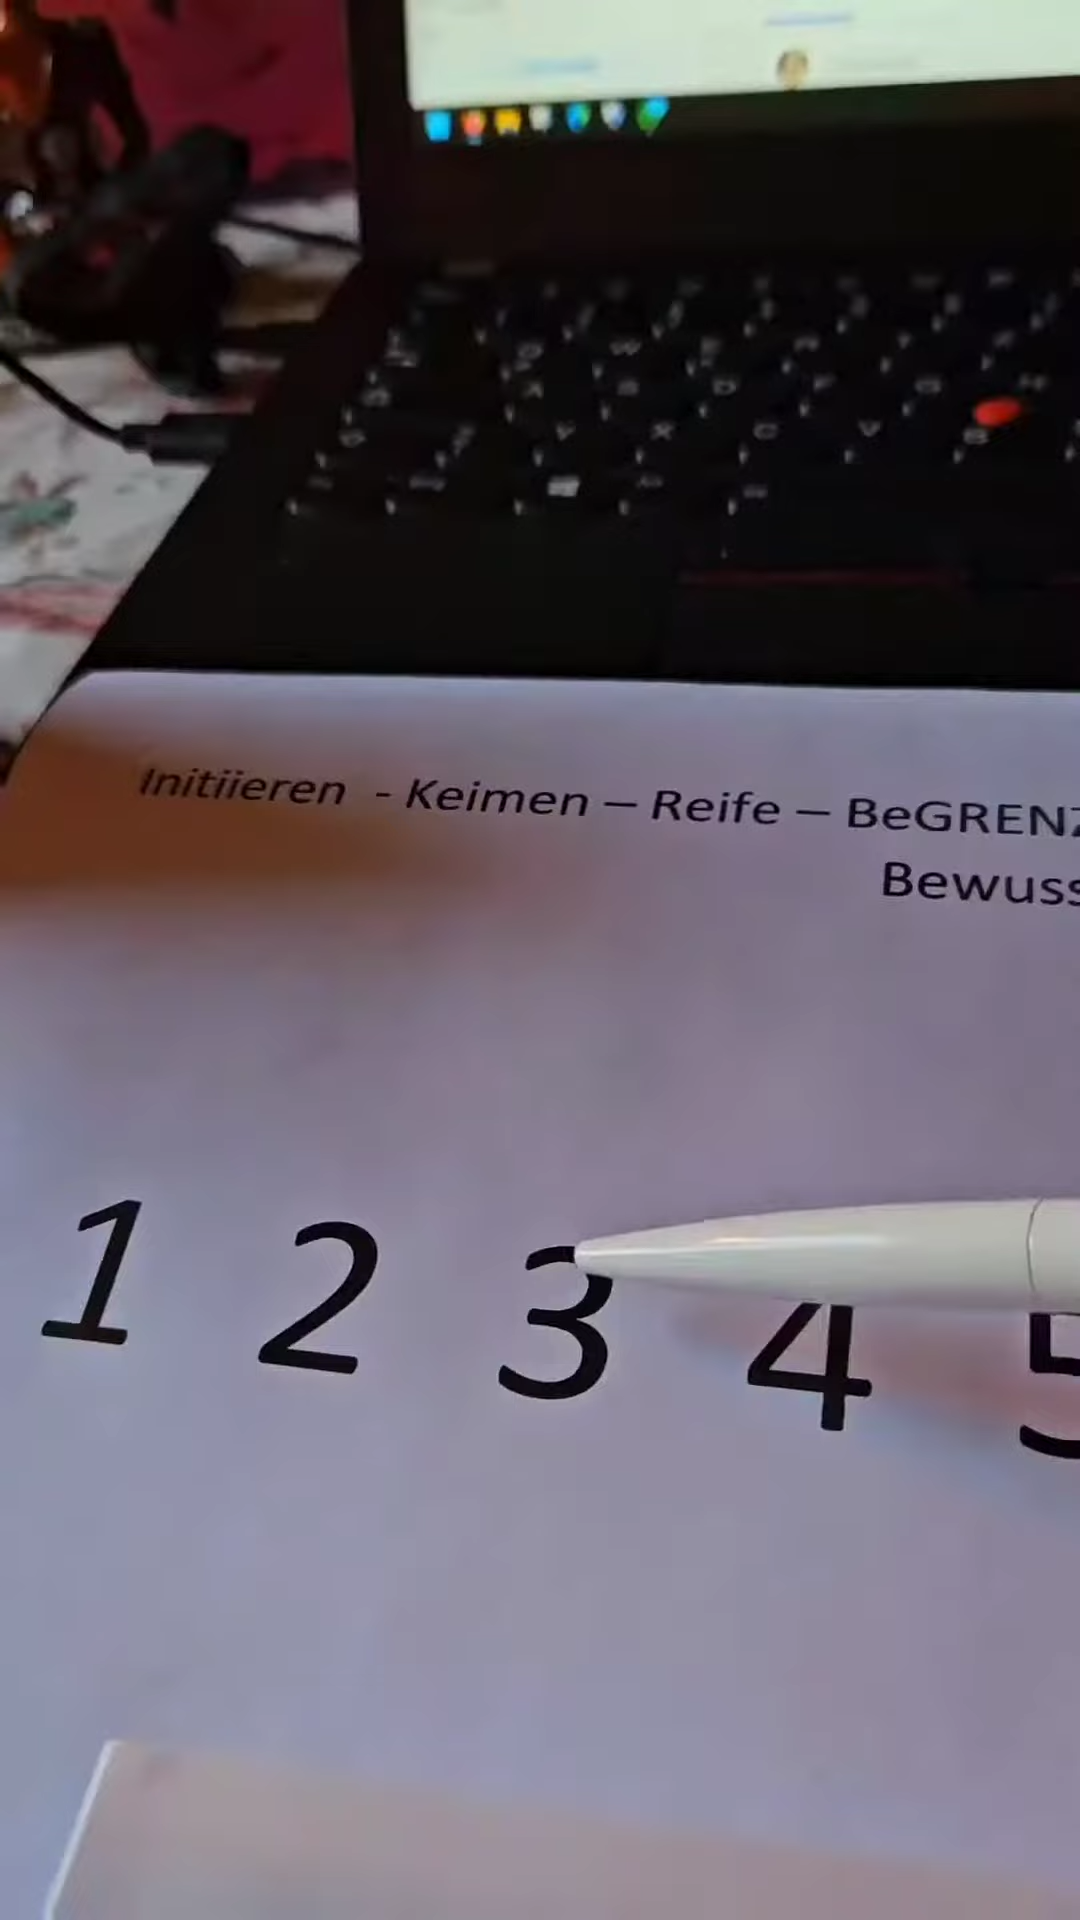 Initiieren - Keimen – Reife – BeGRENZ
Bewuss
1 2 3 4 5